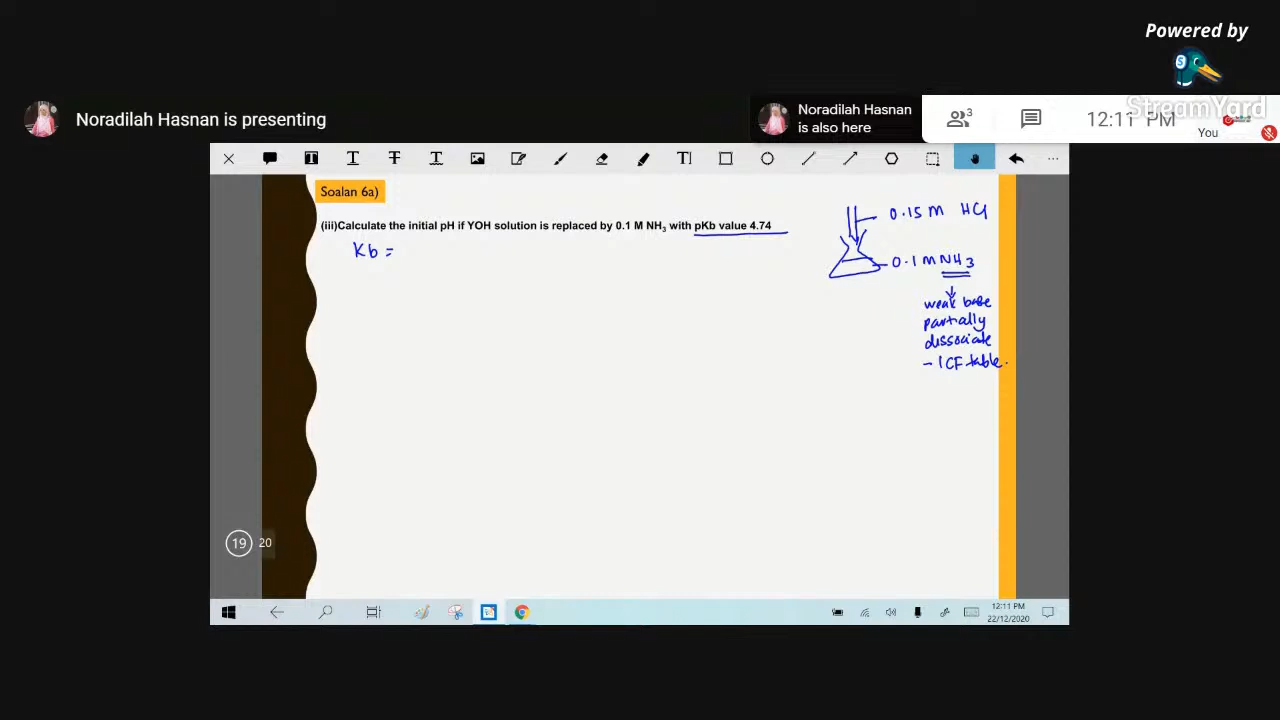 Powered by
S
StreamYard
Noradilah Hasnan is presenting
Noradilah Hasnan
is also here
3
12:11 PM
You
Soalan 6a)
(iii)Calculate the initial pH if YOH solution is replaced by 0.1 M NH₃ with pKb value 4.74
Kb =
0.15 M HCl
0.1 M NH3
weak base
partially
dissociate
- ICF table.
19 20
12:11 PM
22/12/2020